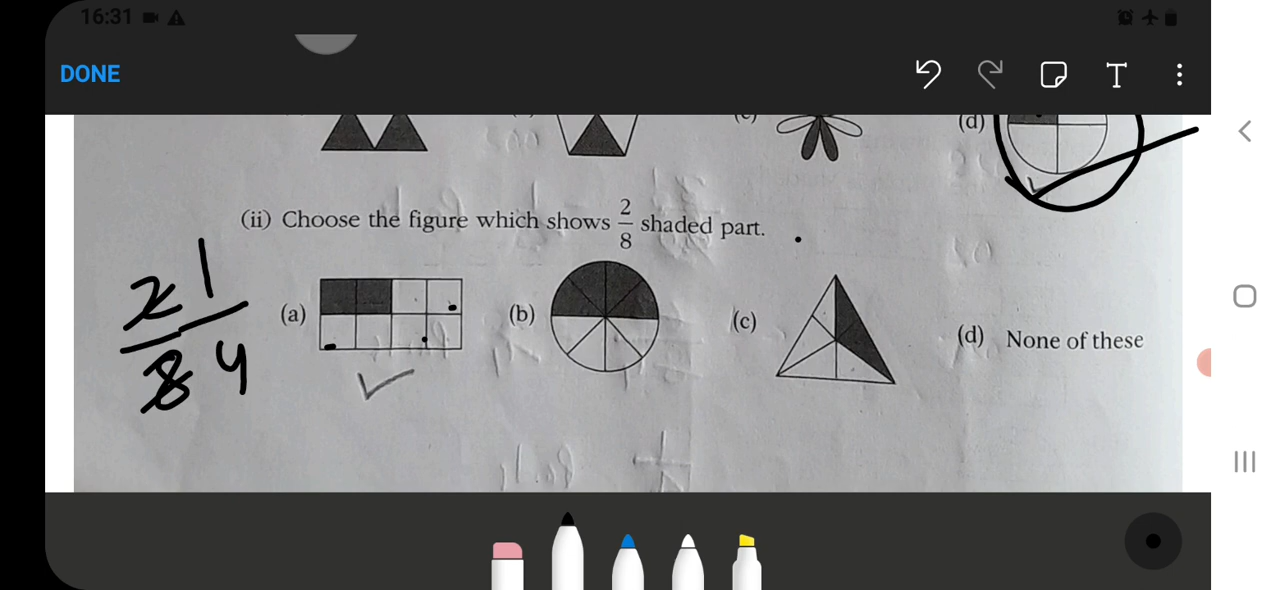 16:31
DONE
T
(c)
(d)
(ii) Choose the figure which shows 2/8 shaded part.
2/8 1/4
(a)
(b)
(c)
(d) None of these